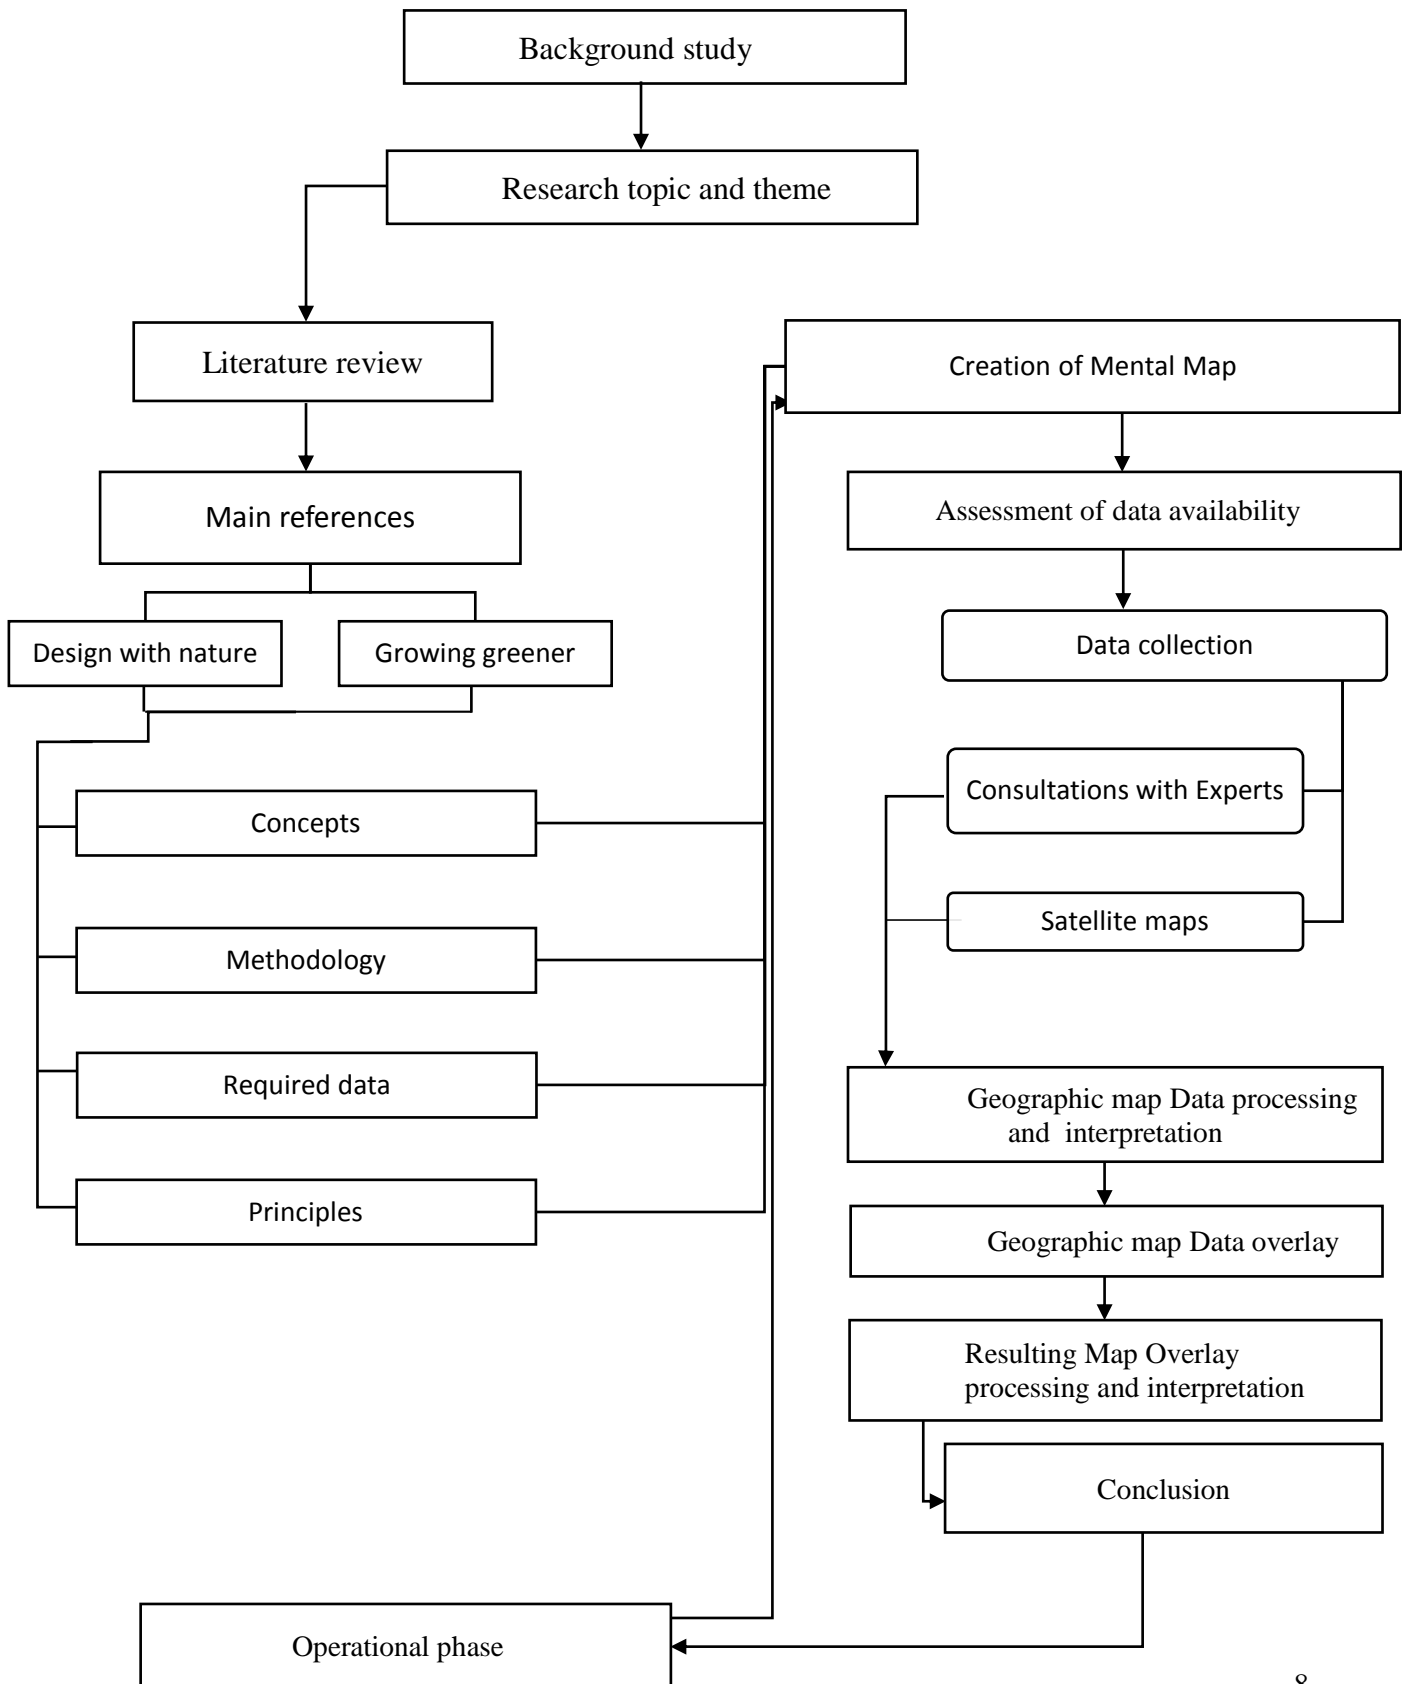 Background study
Research topic and theme
Literature review
Main references
Design with nature
Growing greener
Concepts
Methodology
Required data
Principles
Creation of Mental Map
Assessment of data availability
Data collection
Consultations with Experts
Satellite maps
Geographic map Data processing
and interpretation
Geographic map Data overlay
Resulting Map Overlay
processing and interpretation
Conclusion
Operational phase
8